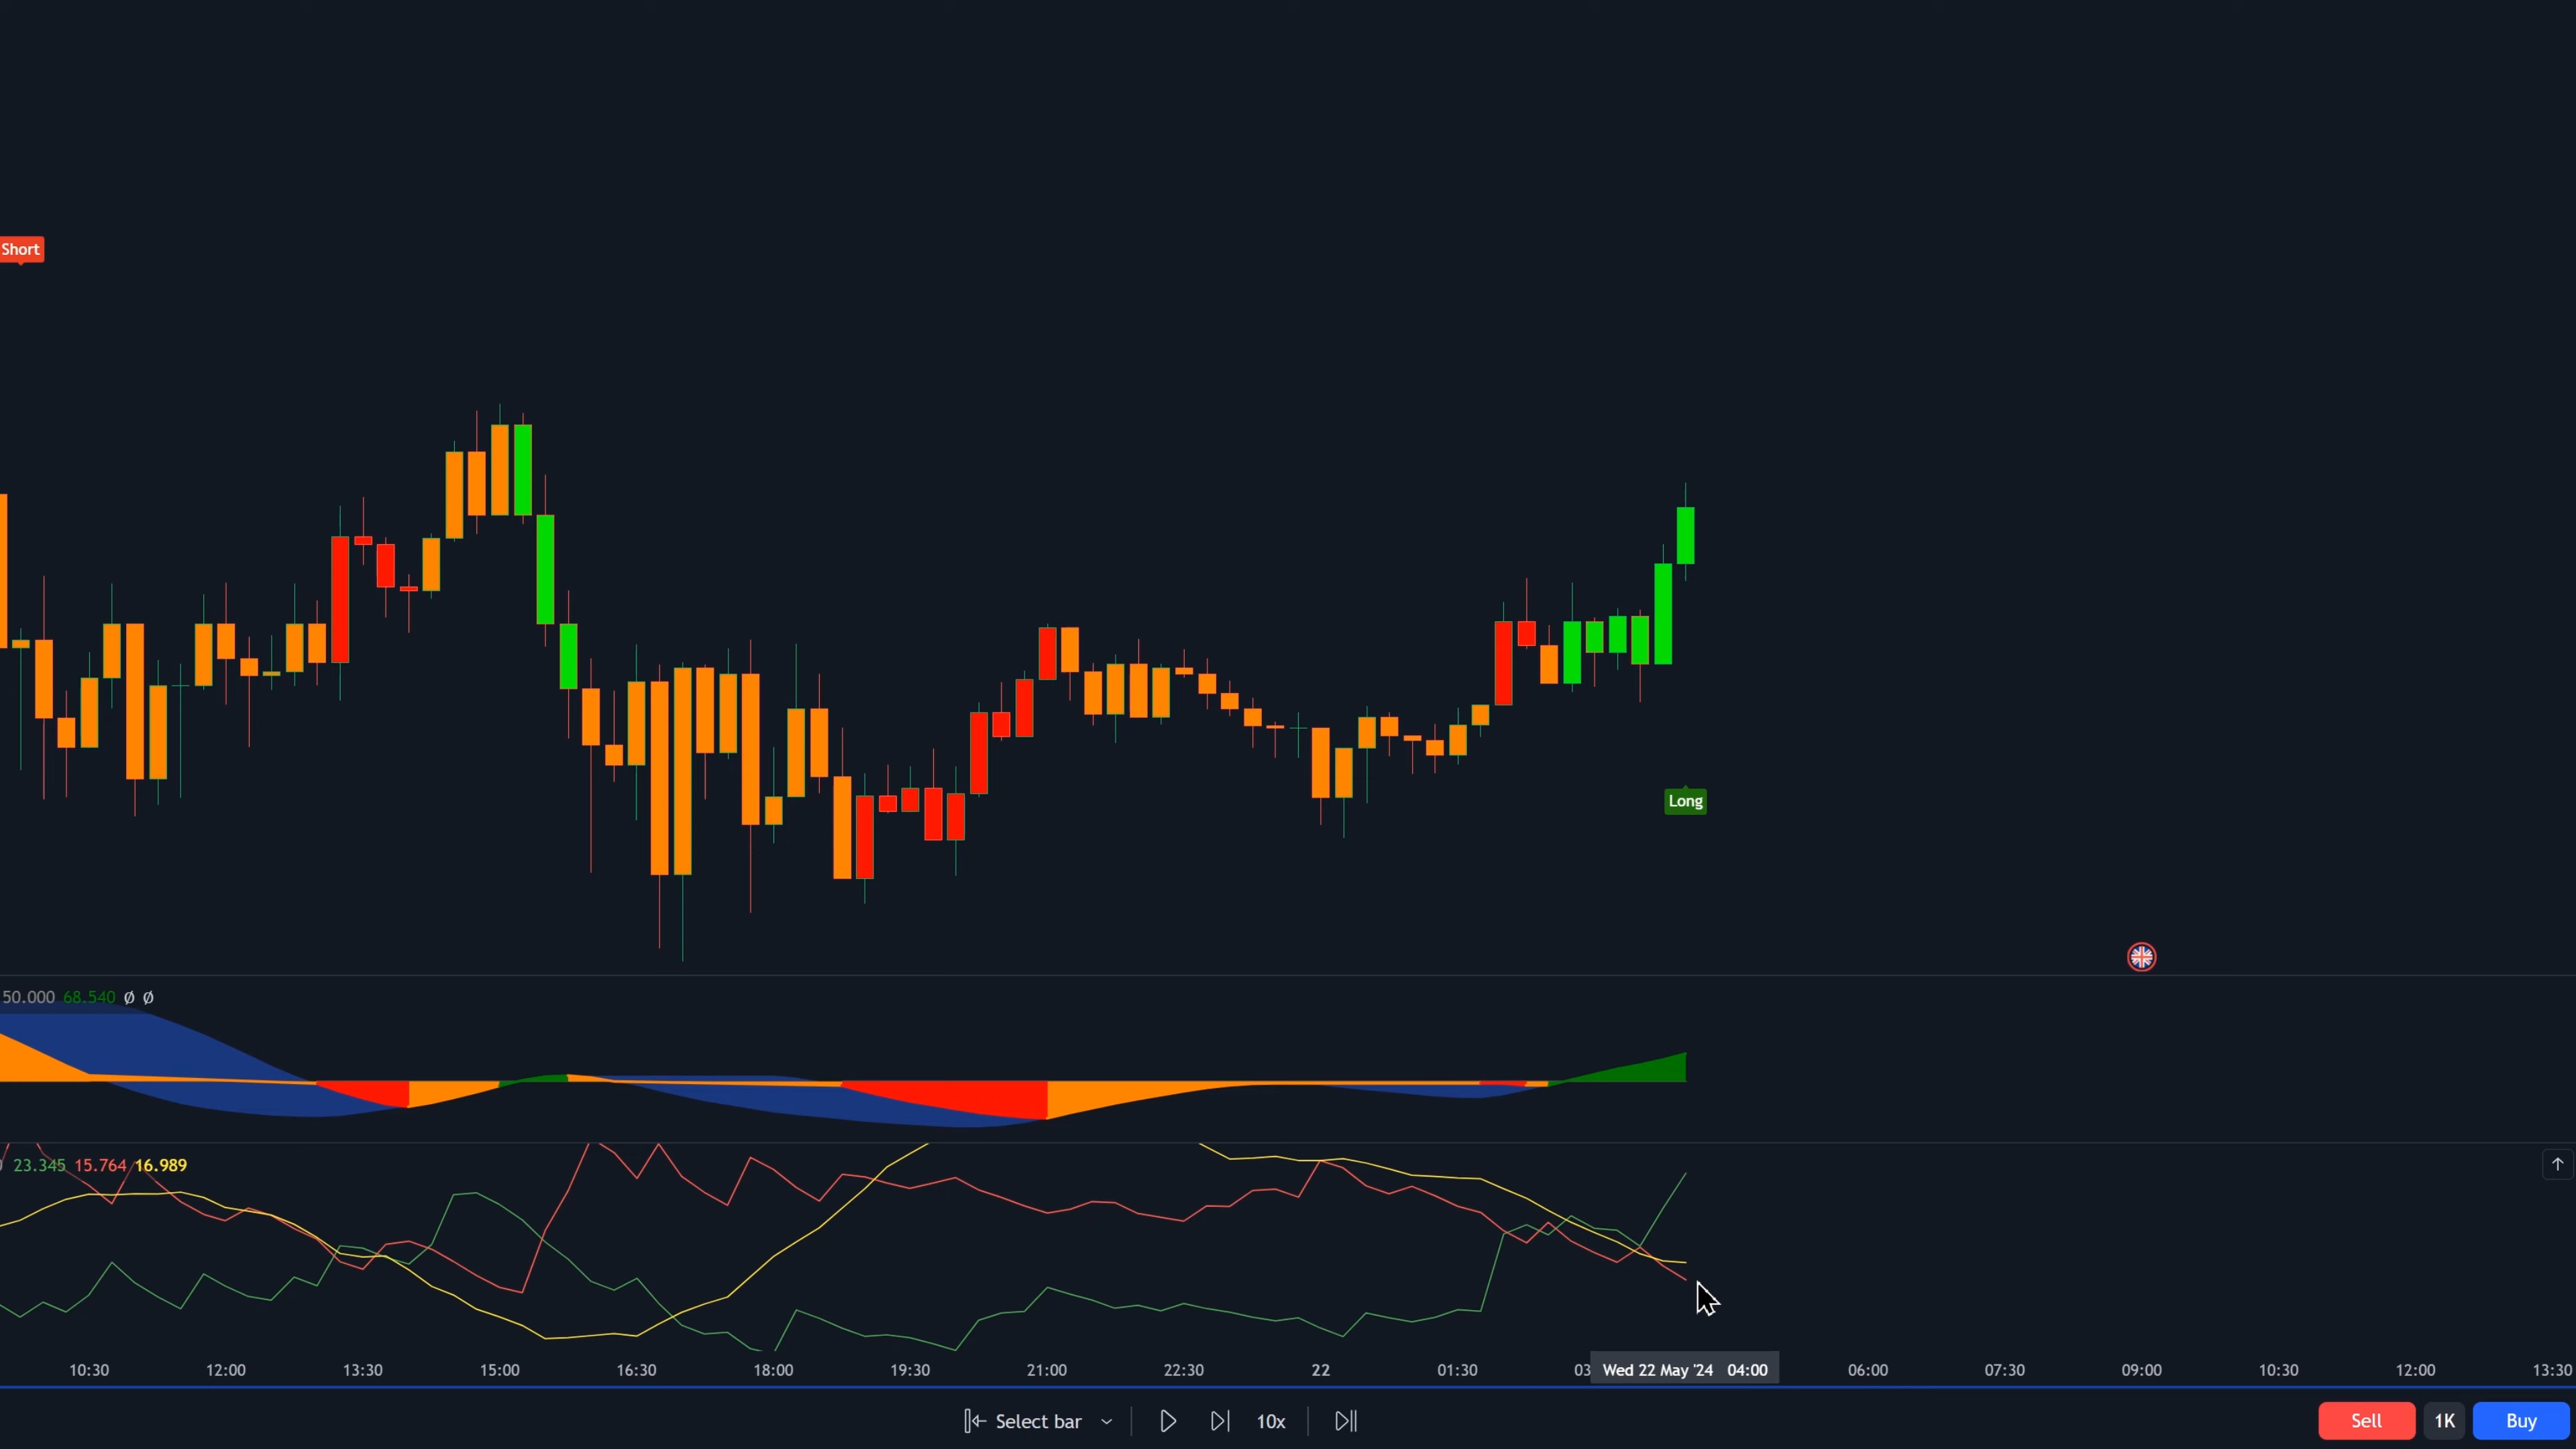 Short
Long
50.000 68.540 Ø Ø
23.345 15.764 16.989
10:30 12:00 13:30 15:00 16:30 18:00 19:30 21:00 22:30 22 01:30 03 Wed 22 May '24 04:00 06:00 07:30 09:00 10:30 12:00 13:30
Select bar 10x Sell 1K Buy